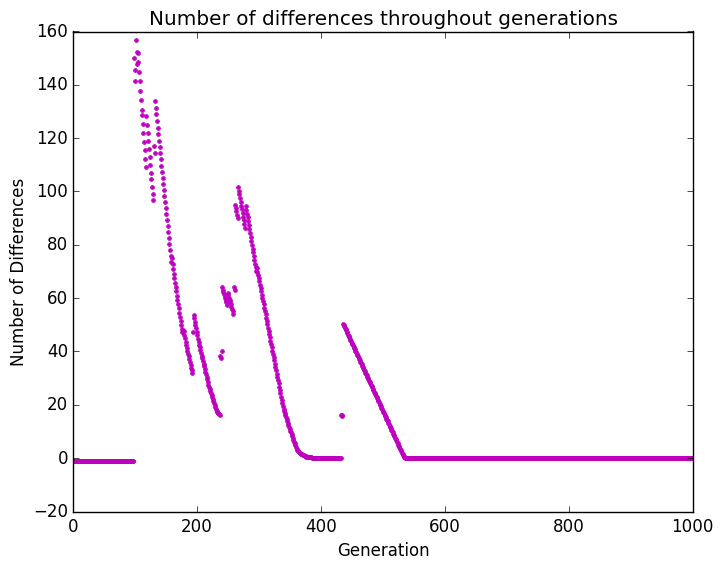 Number of differences throughout generations
160
140
120
100
80
60
40
20
0
−20
Number of Differences
0 200 400 600 800 1000
Generation